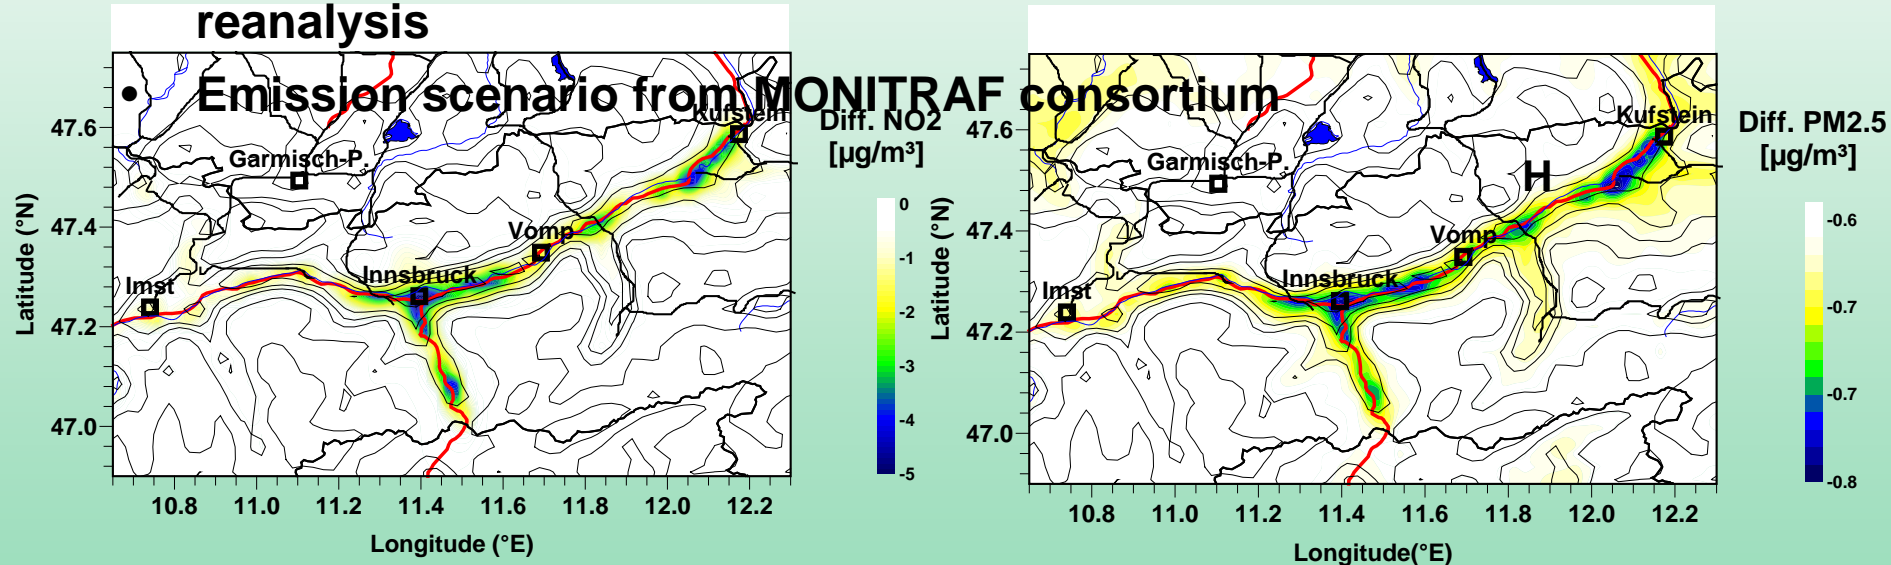 reanalysis
• Emission scenario from MONITRAF consortium
Kufstein
Garmisch-P.
Vomp
Innsbruck
Imst
47.6
47.4
47.2
47.0
Latitude (°N)
10.8 11.0 11.2 11.4 11.6 11.8 12.0 12.2
Longitude (°E)
Diff. NO2
[µg/m³]
0
-1
-2
-3
-4
-5
Kufstein
Garmisch-P.
H
Vomp
Innsbruck
Imst
47.6
47.4
47.2
47.0
Latitude (°N)
10.8 11.0 11.2 11.4 11.6 11.8 12.0 12.2
Longitude(°E)
Diff. PM2.5
[µg/m³]
-0.6
-0.7
-0.7
-0.8